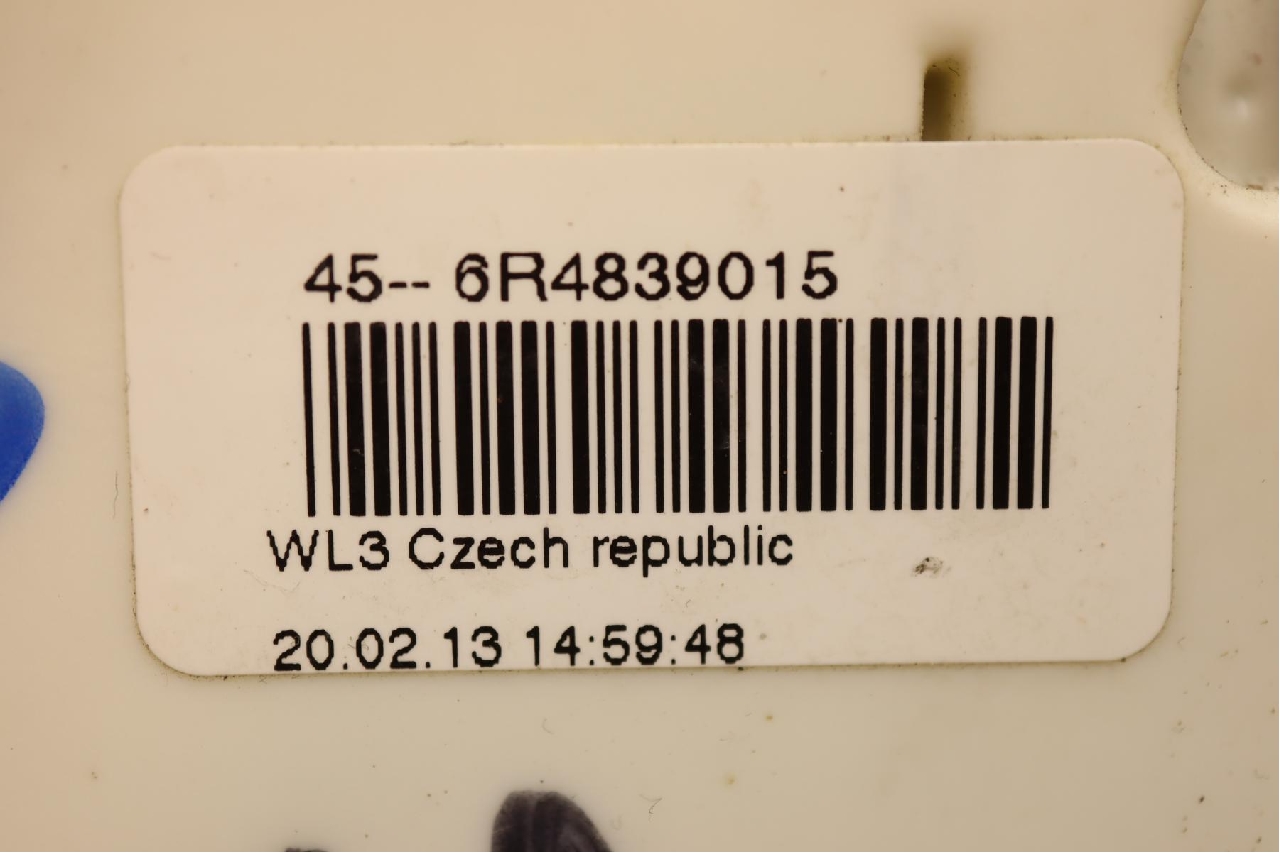 45-- 6R4839015
WL3 Czech republic
20.02.13 14:59:48